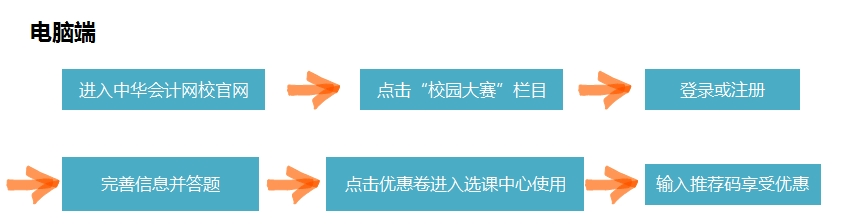 电脑端
进入中华会计网校官网
点击“校园大赛”栏目
登录或注册
完善信息并答题
点击优惠卷进入选课中心使用
输入推荐码享受优惠